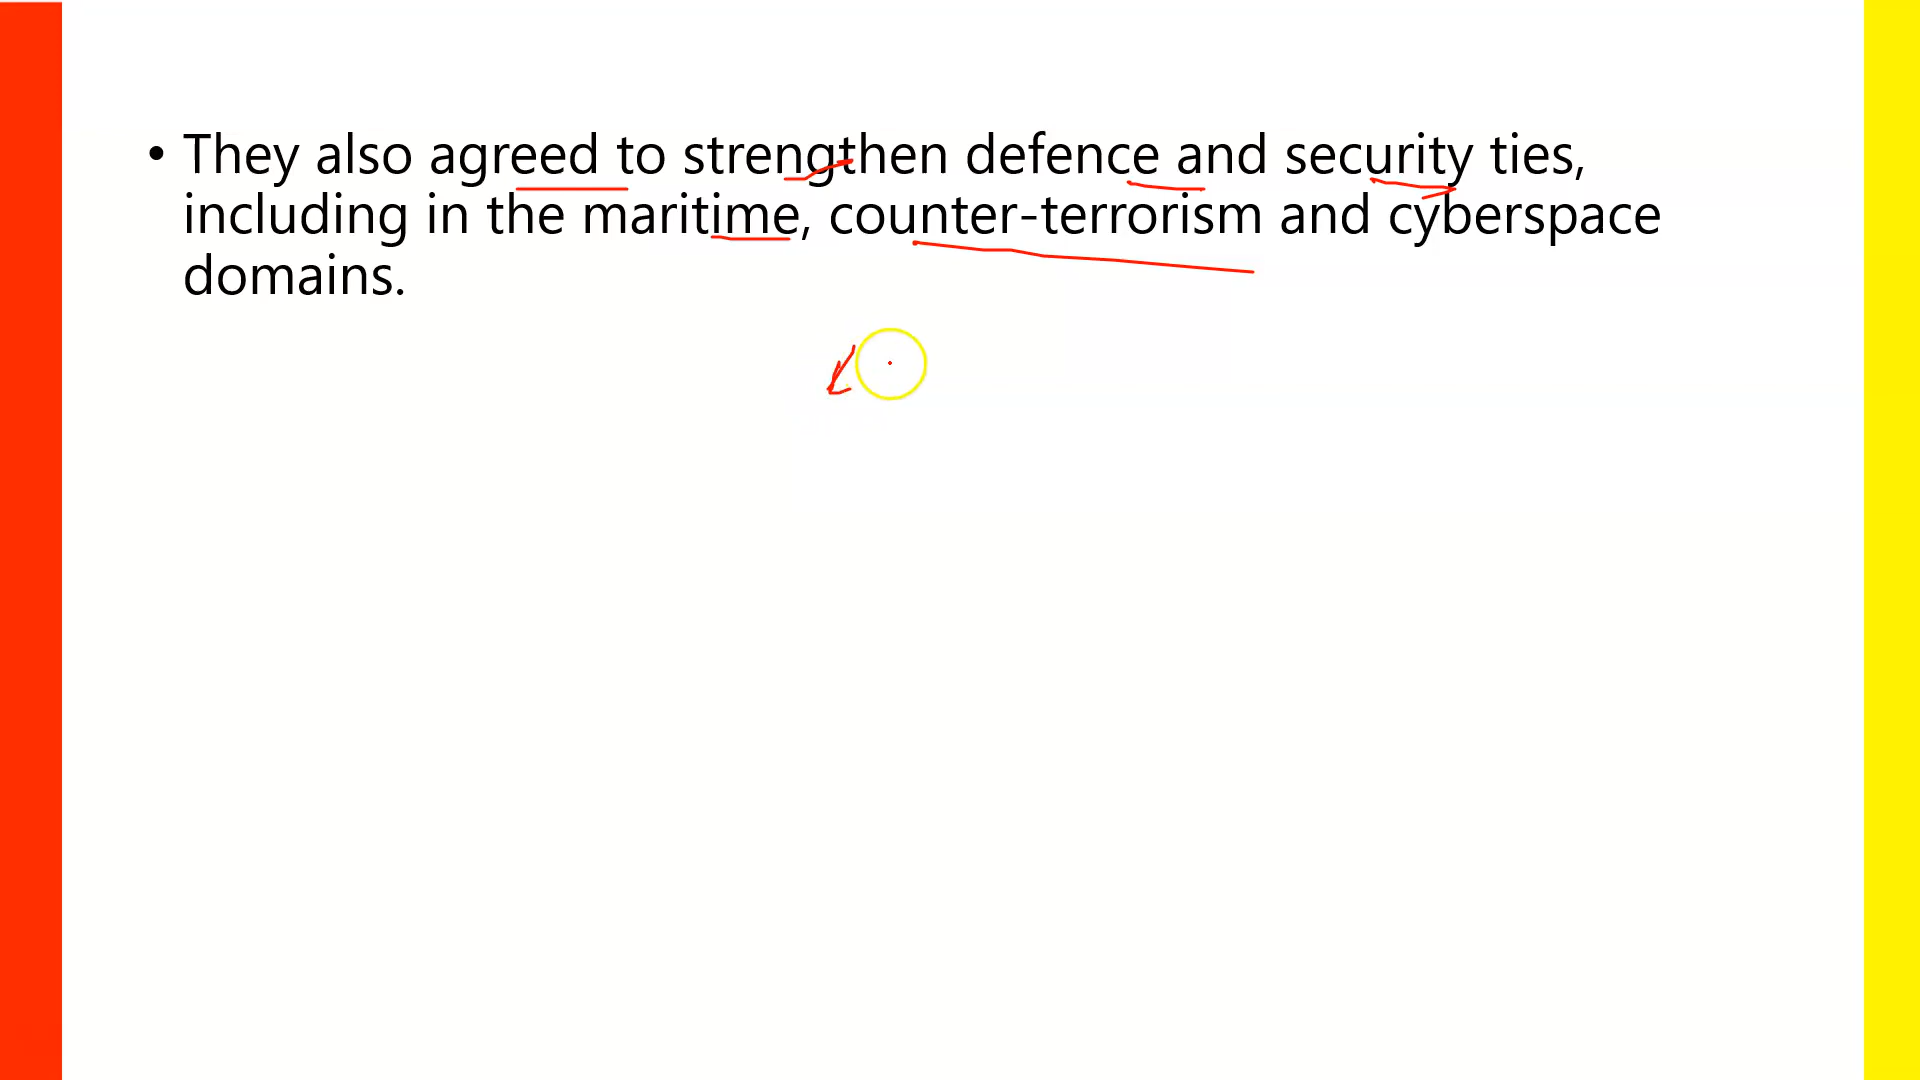 • They also agreed to strengthen defence and security ties,
including in the maritime, counter-terrorism and cyberspace
domains.